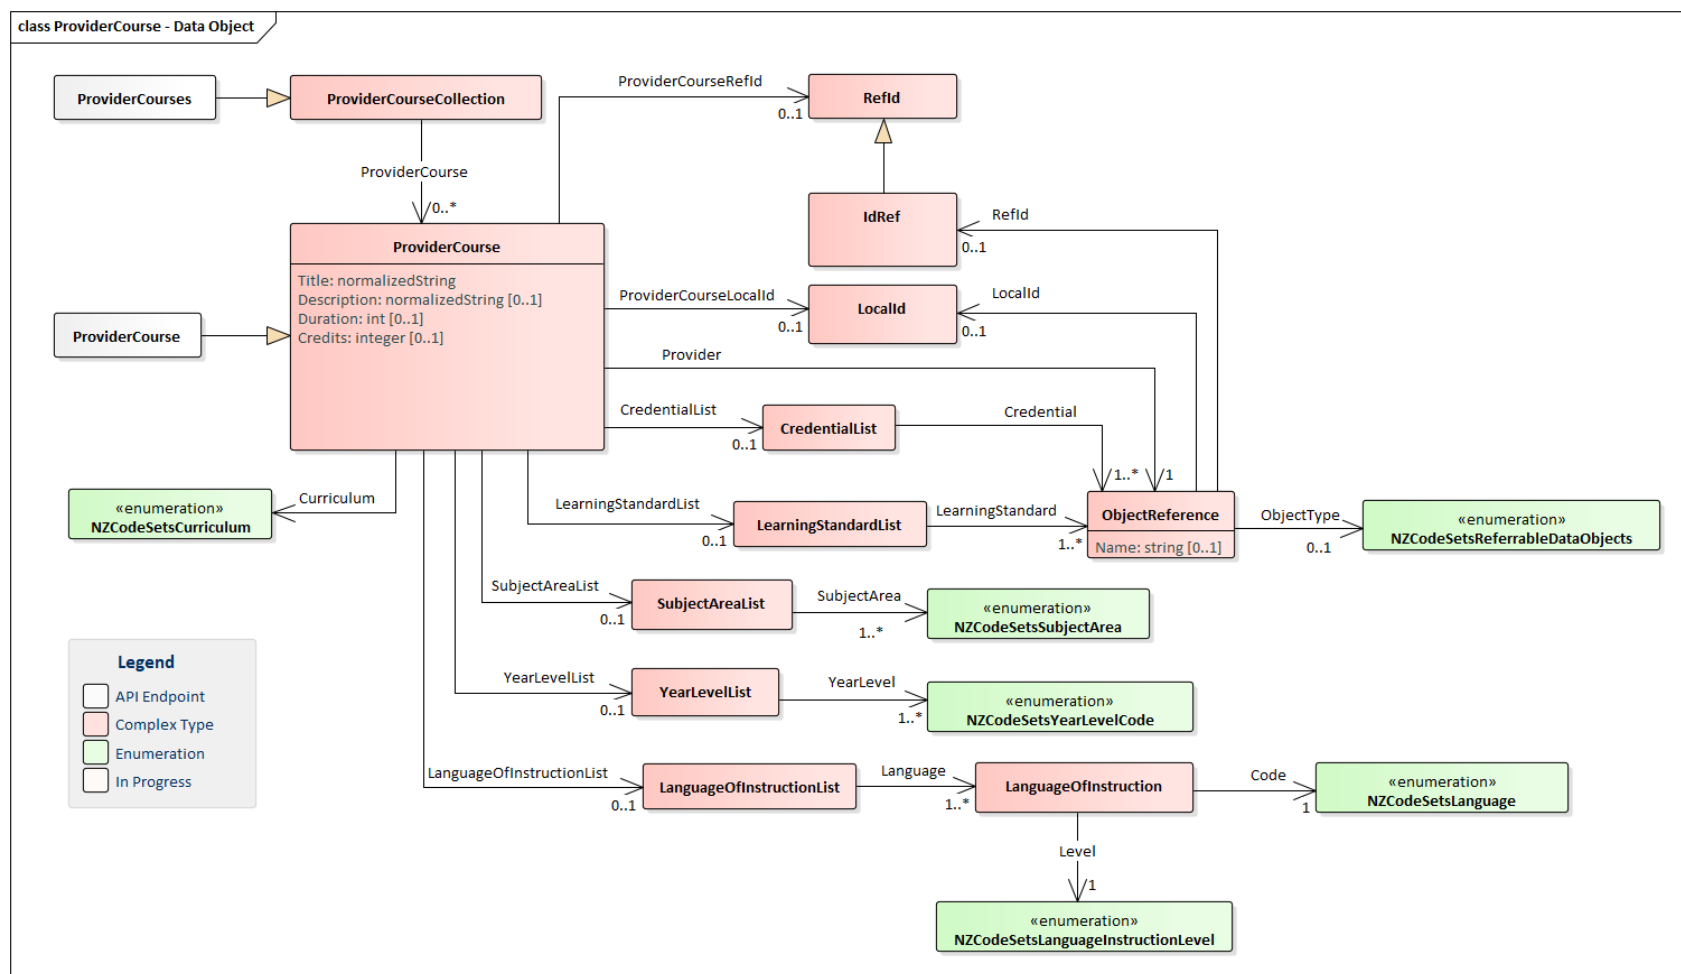 class ProviderCourse - Data Object
ProviderCourses
ProviderCourseCollection
ProviderCourseRefId
0..1
RefId
ProviderCourse
0..*
IdRef
RefId
0..1
ProviderCourse
Title: normalizedString
Description: normalizedString [0..1]
Duration: int [0..1]
Credits: integer [0..1]
ProviderCourse
ProviderCourseLocalId
0..1
LocalId
LocalId
0..1
Provider
1
CredentialList
0..1
CredentialList
Credential
1..*
Curriculum
«enumeration»
NZCodeSetsCurriculum
LearningStandardList
0..1
LearningStandardList
LearningStandard
1..*
ObjectReference
Name: string [0..1]
ObjectType
0..1
«enumeration»
NZCodeSetsReferrableDataObjects
SubjectAreaList
0..1
SubjectAreaList
SubjectArea
1..*
«enumeration»
NZCodeSetsSubjectArea
YearLevelList
0..1
YearLevelList
YearLevel
1..*
«enumeration»
NZCodeSetsYearLevelCode
LanguageOfInstructionList
0..1
LanguageOfInstructionList
Language
1..*
LanguageOfInstruction
Code
1
«enumeration»
NZCodeSetsLanguage
Level
1
«enumeration»
NZCodeSetsLanguageInstructionLevel
Legend
API Endpoint
Complex Type
Enumeration
In Progress